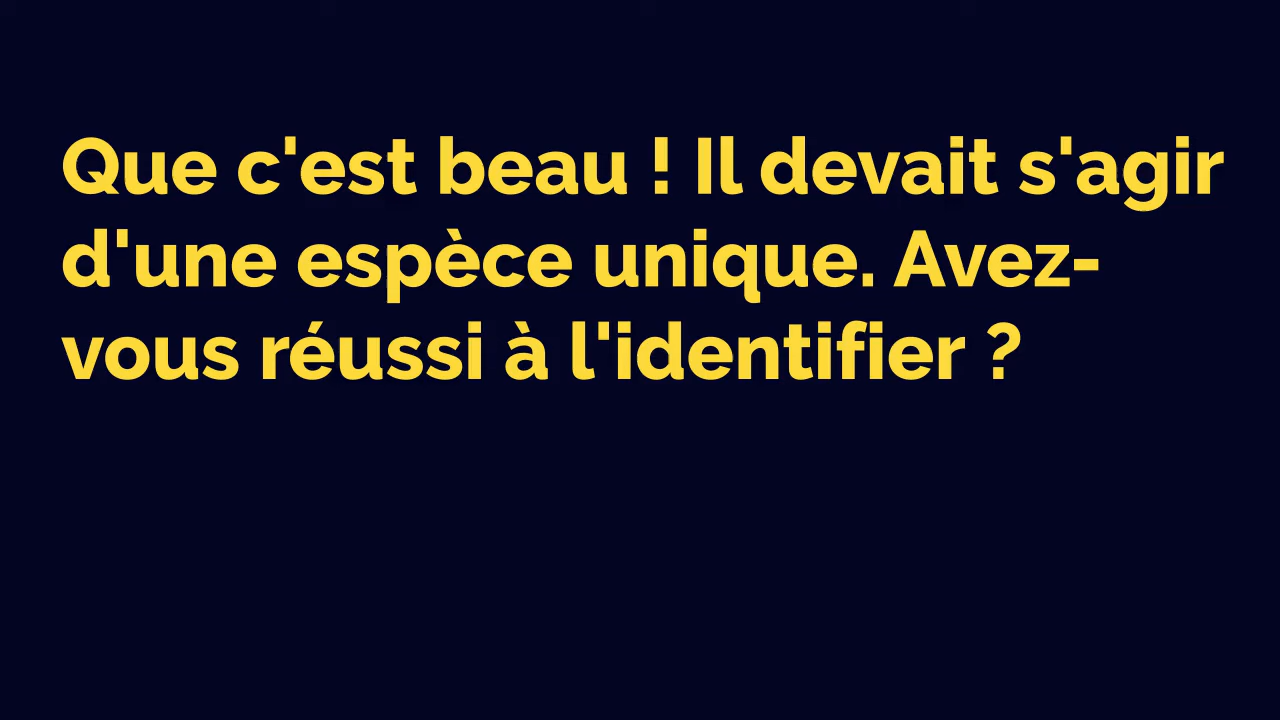 Que c'est beau ! Il devait s'agir
d'une espèce unique. Avez-
vous réussi à l'identifier ?